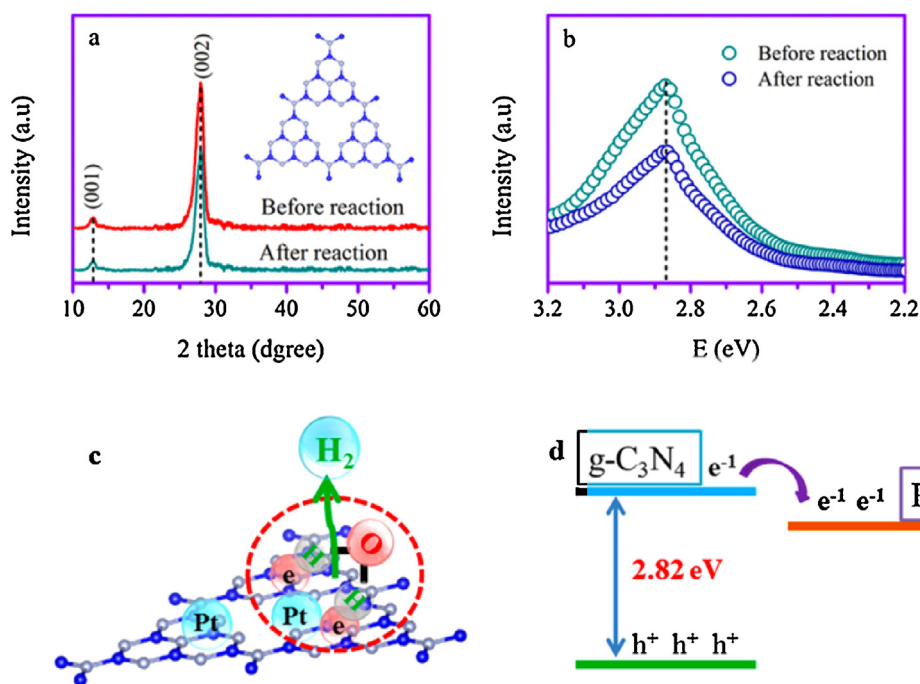 a
(001)
(002)
Before reaction
After reaction
Intensity (a.u)
10 20 30 40 50 60
2 theta (dgree)
b
Before reaction
After reaction
Intensity (a.u)
3.2 3.0 2.8 2.6 2.4 2.2
E (eV)
c
H₂
H
O
e
H
Pt
Pt
e
d
g-C₃N₄
e⁻¹
e⁻¹ e⁻¹
2.82 eV
h⁺ h⁺ h⁺